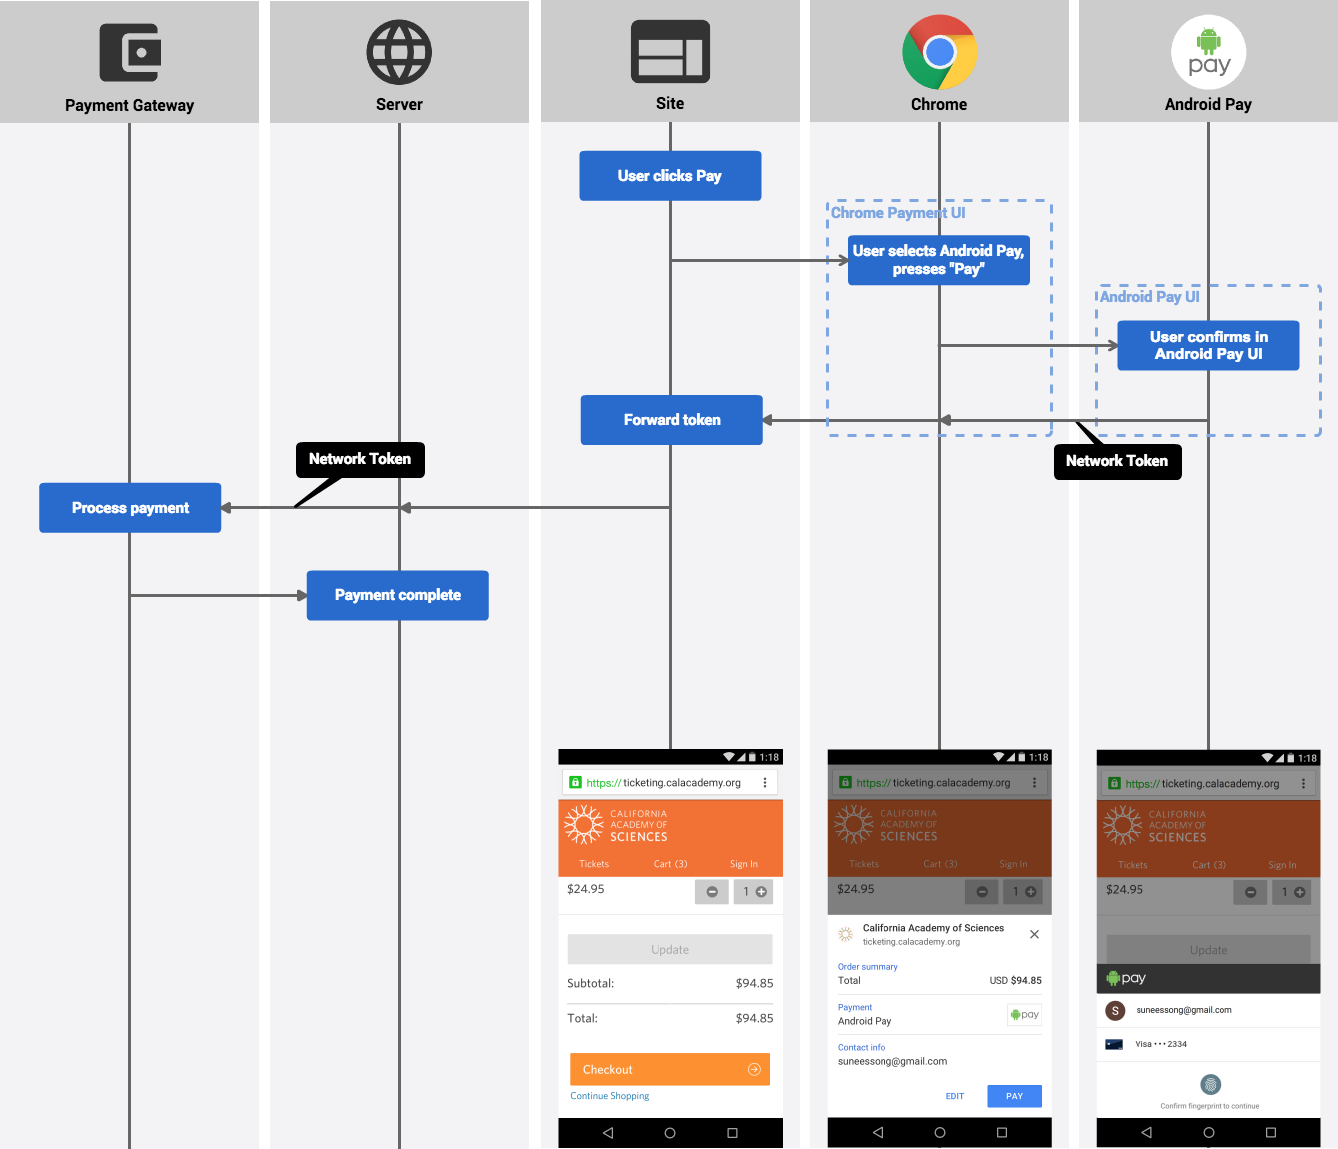 pay
Payment Gateway
Server
Site
Chrome
Android Pay
User clicks Pay
Chrome Payment UI
User selects Android Pay,
presses "Pay"
Android Pay UI
User confirms in
Android Pay UI
Forward token
Network Token
Network Token
Process payment
Payment complete
1:18
https://ticketing.calacademy.org
CALIFORNIA
ACADEMY OF
SCIENCES
Tickets
Cart (3)
Sign In
$24.95
1
Update
Subtotal:
$94.85
Total:
$94.85
Checkout
Continue Shopping
1:18
https://ticketing.calacademy.org
CALIFORNIA
ACADEMY OF
SCIENCES
Tickets
Cart (3)
Sign In
$24.95
1
California Academy of Sciences
ticketing.calacademy.org
Order summary
Total
USD $94.85
Payment
Android Pay
pay
Contact info
suneessong@gmail.com
EDIT
PAY
1:18
https://ticketing.calacademy.org
CALIFORNIA
ACADEMY OF
SCIENCES
Tickets
Cart (3)
Sign In
$24.95
1
Update
pay
S
suneessong@gmail.com
Visa ••• 2334
Confirm fingerprint to continue